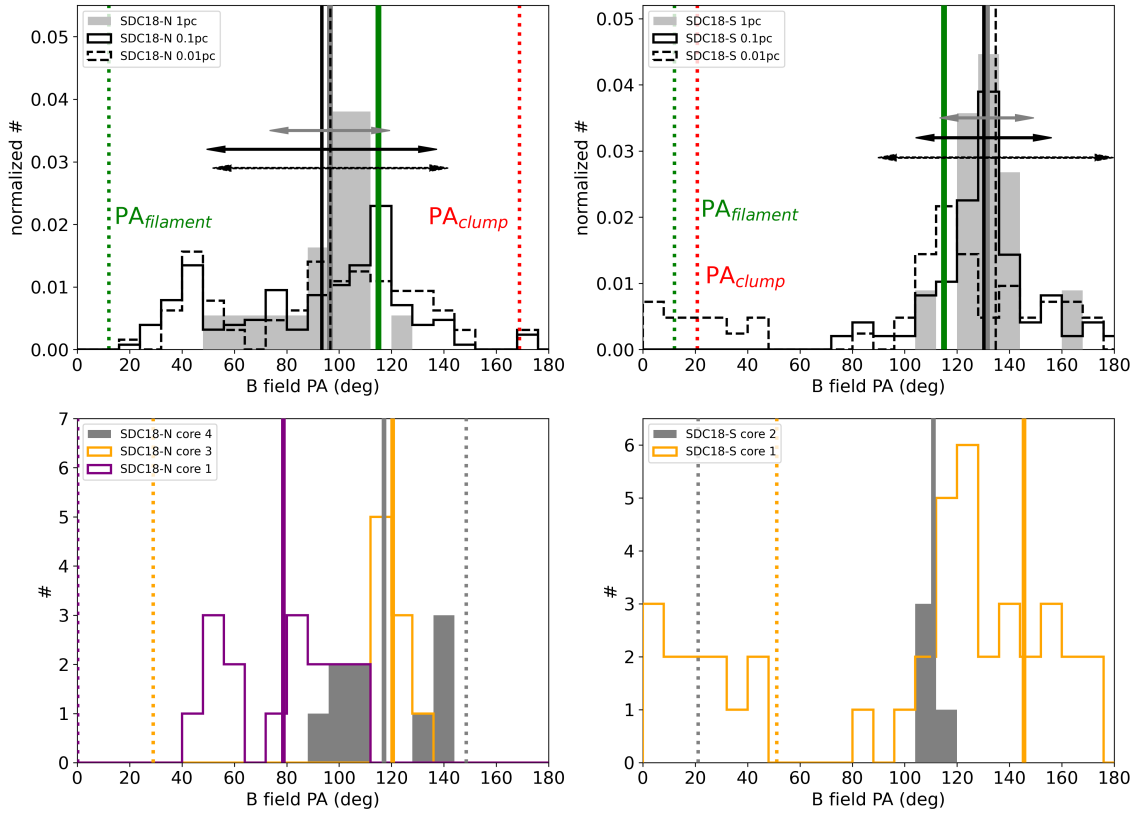 normalized #
0.05
0.04
0.03
0.02
0.01
0.00
SDC18-N 1pc
SDC18-N 0.1pc
SDC18-N 0.01pc
PAfilament
PAclump
0 20 40 60 80 100 120 140 160 180
B field PA (deg)
normalized #
0.05
0.04
0.03
0.02
0.01
0.00
SDC18-S 1pc
SDC18-S 0.1pc
SDC18-S 0.01pc
PAfilament
PAclump
0 20 40 60 80 100 120 140 160 180
B field PA (deg)
#
7
6
5
4
3
2
1
0
SDC18-N core 4
SDC18-N core 3
SDC18-N core 1
0 20 40 60 80 100 120 140 160 180
B field PA (deg)
#
6
5
4
3
2
1
0
SDC18-S core 2
SDC18-S core 1
0 20 40 60 80 100 120 140 160 180
B field PA (deg)